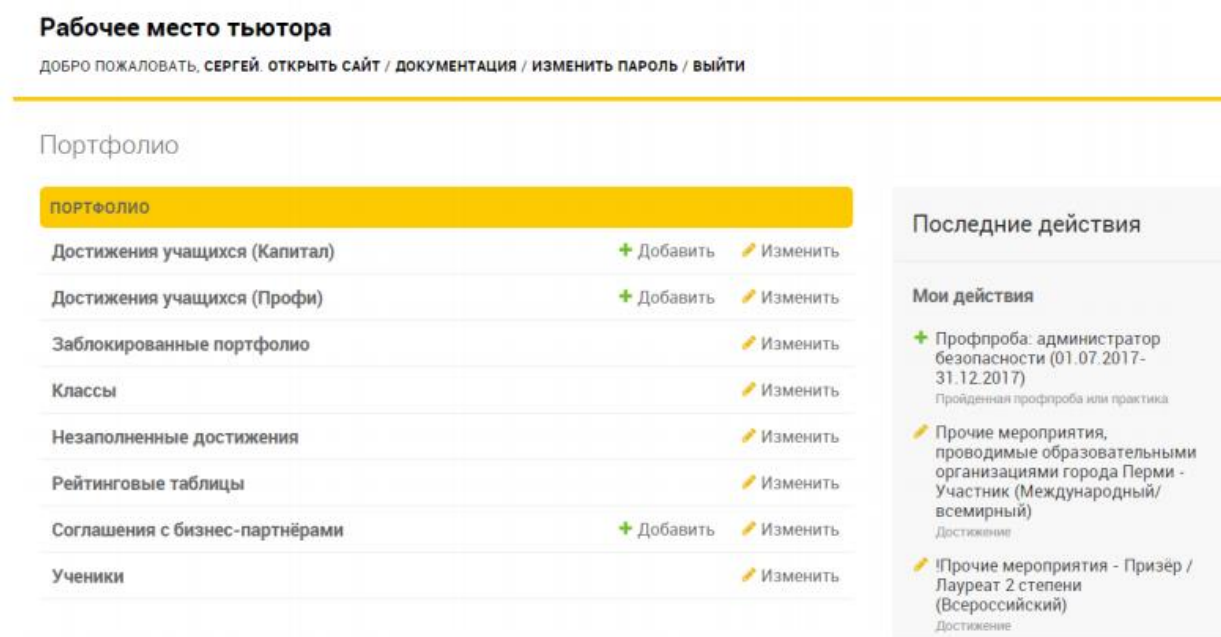 Рабочее место тьютора
ДОБРО ПОЖАЛОВАТЬ, СЕРГЕЙ. ОТКРЫТЬ САЙТ / ДОКУМЕНТАЦИЯ / ИЗМЕНИТЬ ПАРОЛЬ / ВЫЙТИ
Портфолио
ПОРТФОЛИО
Достижения учащихся (Капитал) Добавить Изменить
Достижения учащихся (Профи) Добавить Изменить
Заблокированные портфолио Изменить
Классы Изменить
Незаполненные достижения Изменить
Рейтинговые таблицы Изменить
Соглашения с бизнес-партнёрами Добавить Изменить
Ученики Изменить
Последние действия
Мои действия
Профпроба: администратор
безопасности (01.07.2017-
31.12.2017)
Пройденная профпроба или практика
Прочие мероприятия,
проводимые образовательными
организациями города Перми -
Участник (Международный/
всемирный)
Достижение
!Прочие мероприятия - Призёр /
Лауреат 2 степени
(Всероссийский)
Достижение